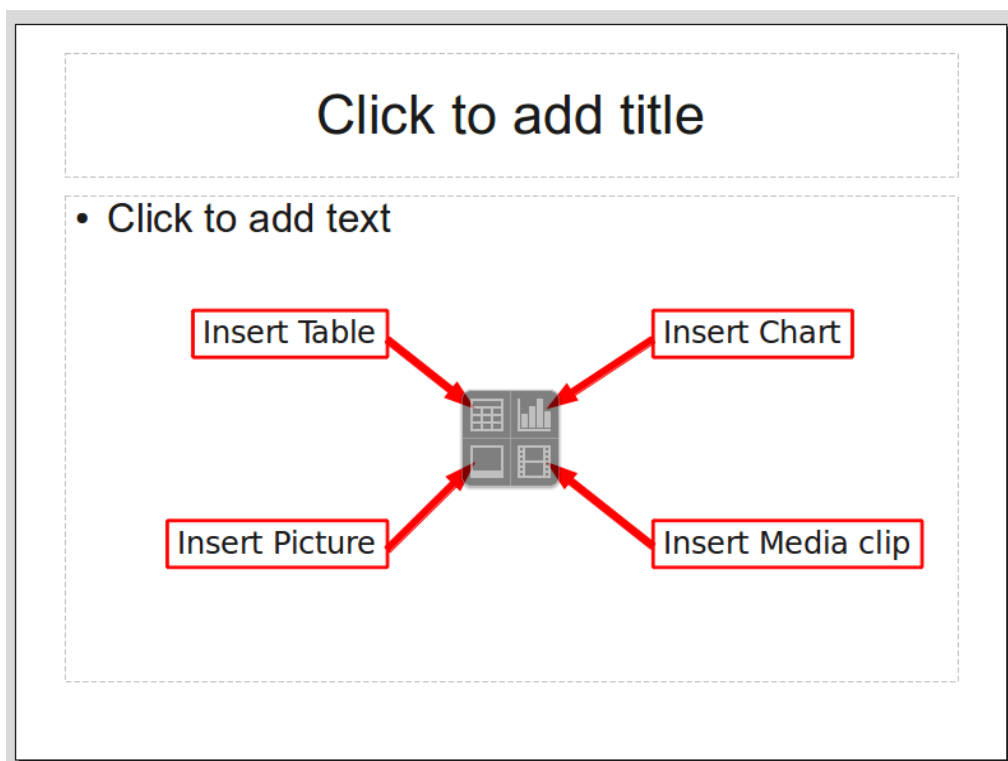 Click to add title
• Click to add text
Insert Table
Insert Chart
Insert Picture
Insert Media clip